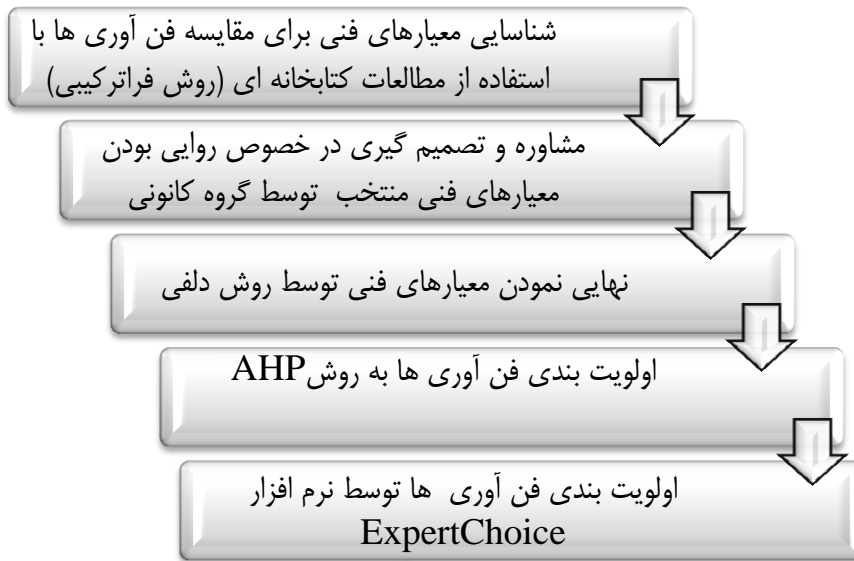 شناسایی معیارهای فنی برای مقایسه فن آوری ها با
استفاده از مطالعات کتابخانه ای (روش فراترکیبی)
مشاوره و تصمیم گیری در خصوص روایی بودن
معیارهای فنی منتخب توسط گروه کانونی
نهایی نمودن معیارهای فنی توسط روش دلفی
اولویت بندی فن آوری ها به روشAHP
اولویت بندی فن آوری ها توسط نرم افزار
ExpertChoice